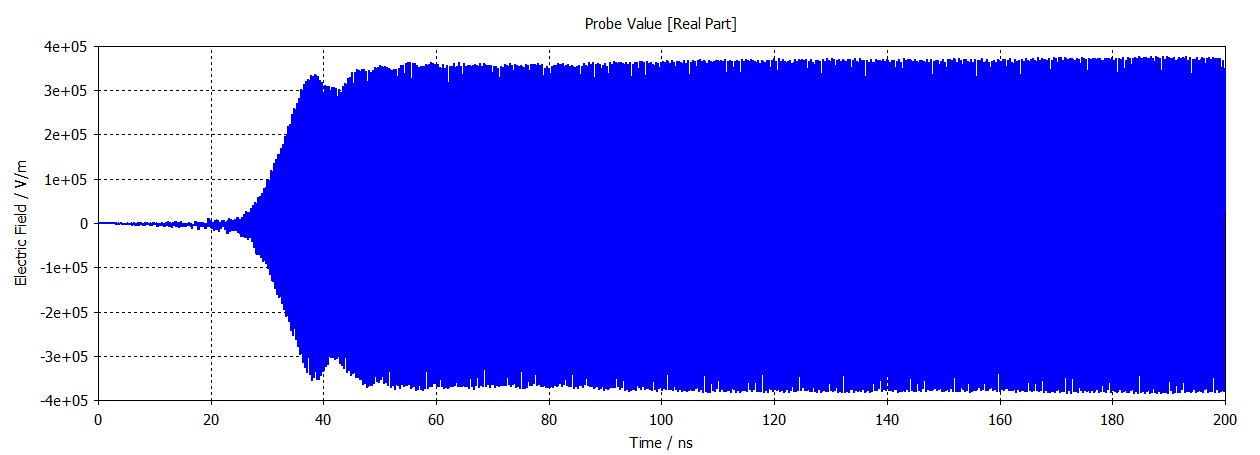 Probe Value [Real Part]
4e+05
3e+05
2e+05
1e+05
0
-1e+05
-2e+05
-3e+05
-4e+05
Electric Field / V/m
0 20 40 60 80 100 120 140 160 180 200
Time / ns